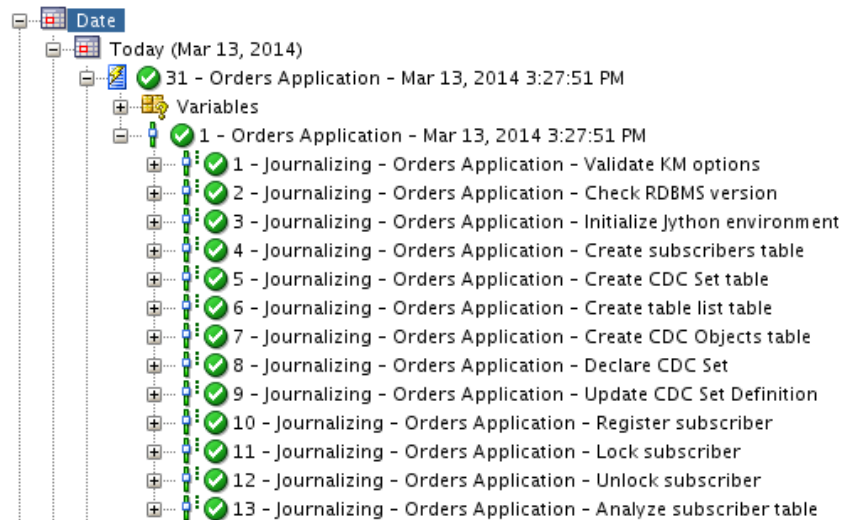 Date
Today (Mar 13, 2014)
31 - Orders Application - Mar 13, 2014 3:27:51 PM
Variables
1 - Orders Application - Mar 13, 2014 3:27:51 PM
1 - Journalizing - Orders Application - Validate KM options
2 - Journalizing - Orders Application - Check RDBMS version
3 - Journalizing - Orders Application - Initialize Jython environment
4 - Journalizing - Orders Application - Create subscribers table
5 - Journalizing - Orders Application - Create CDC Set table
6 - Journalizing - Orders Application - Create table list table
7 - Journalizing - Orders Application - Create CDC Objects table
8 - Journalizing - Orders Application - Declare CDC Set
9 - Journalizing - Orders Application - Update CDC Set Definition
10 - Journalizing - Orders Application - Register subscriber
11 - Journalizing - Orders Application - Lock subscriber
12 - Journalizing - Orders Application - Unlock subscriber
13 - Journalizing - Orders Application - Analyze subscriber table